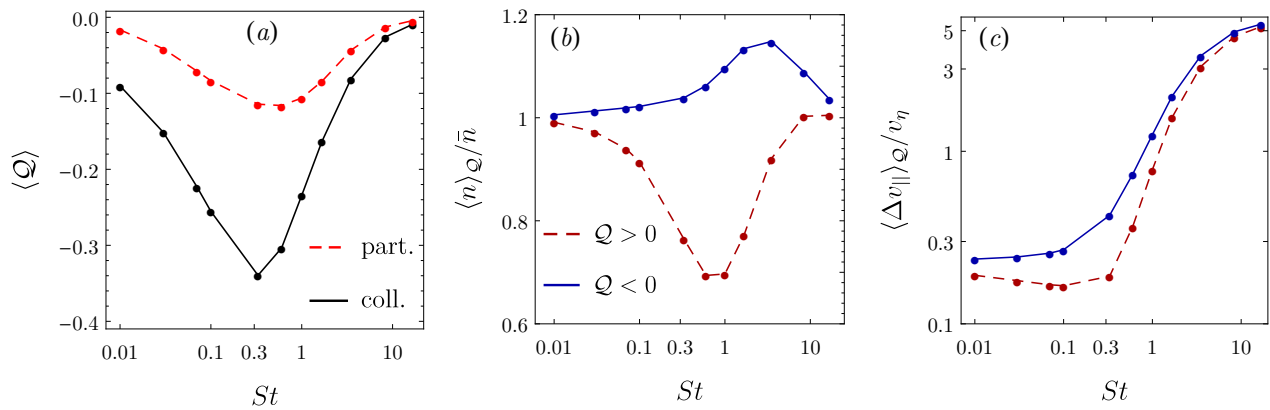 (a)
⟨𝒬⟩
0.0
−0.1
−0.2
−0.3
−0.4
part.
coll.
0.01 0.1 0.3 1 10
St
(b)
⟨n⟩𝒬/n̄
1.2
1
0.8
0.6
𝒬 > 0
𝒬 < 0
0.01 0.1 0.3 1 10
St
(c)
⟨Δv||⟩𝒬/vη
5
3
1
0.3
0.1
0.01 0.1 0.3 1 10
St